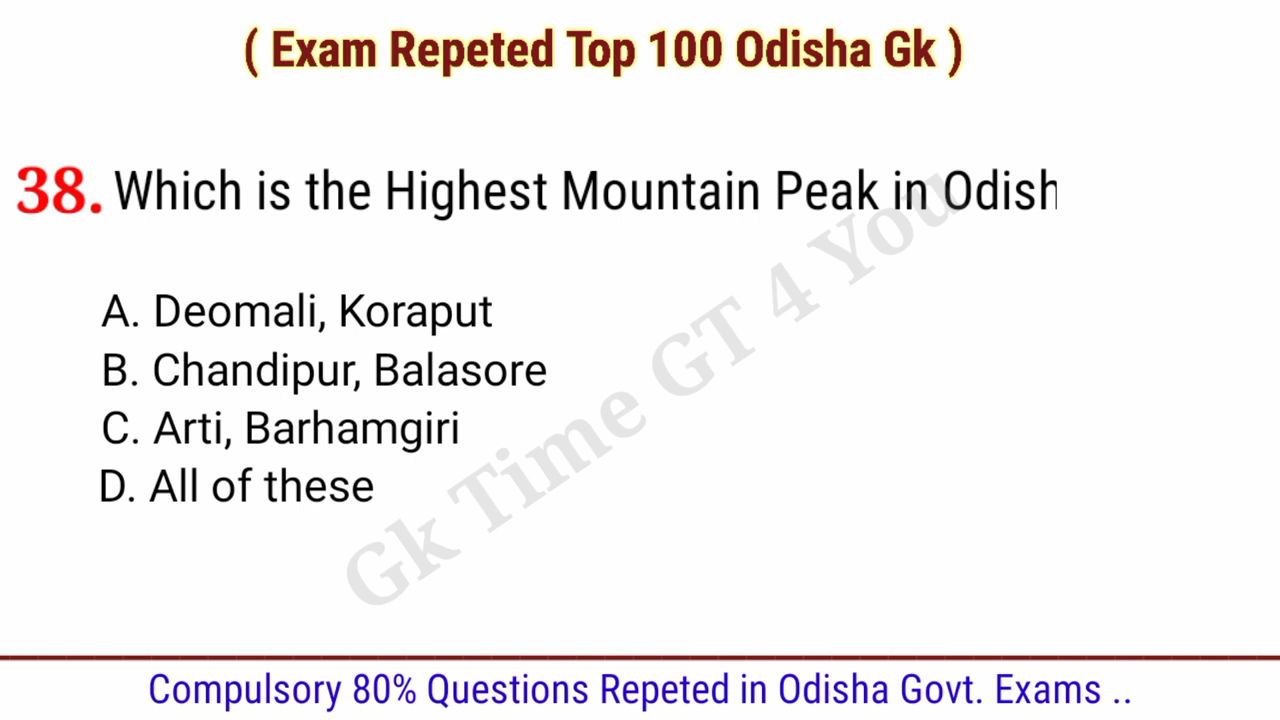 ( Exam Repeted Top 100 Odisha Gk )
38. Which is the Highest Mountain Peak in Odish
A. Deomali, Koraput
B. Chandipur, Balasore
C. Arti, Barhamgiri
D. All of these
Gk Time GT 4 You
Compulsory 80% Questions Repeted in Odisha Govt. Exams ..